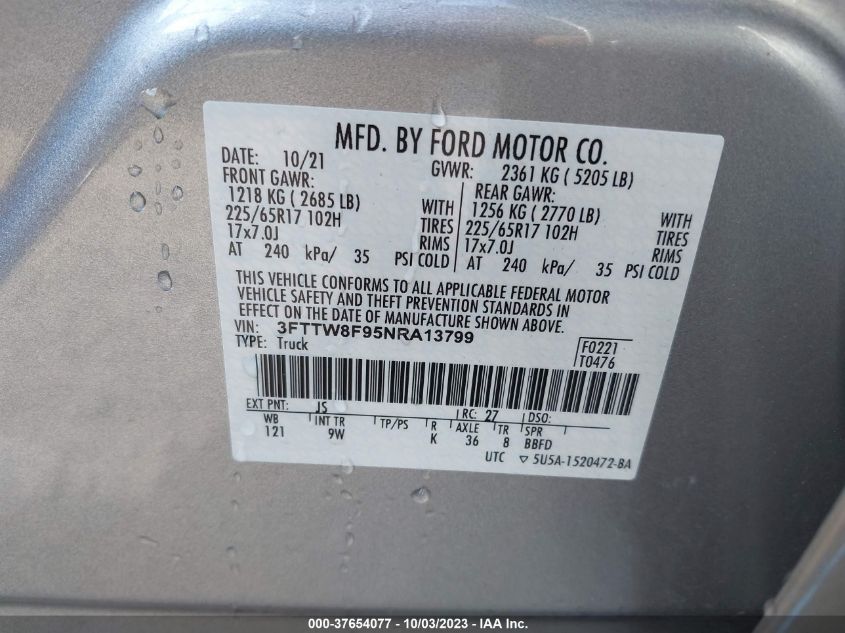 MFD. BY FORD MOTOR CO.
DATE: 10/21 GVWR: 2361 KG ( 5205 LB)
FRONT GAWR: REAR GAWR:
1218 KG ( 2685 LB) WITH 1256 KG ( 2770 LB) WITH
225/65R17 102H TIRES 225/65R17 102H TIRES
17x7.0J RIMS 17x7.0J RIMS
AT 240 kPa/ 35 PSI COLD AT 240 kPa/ 35 PSI COLD
THIS VEHICLE CONFORMS TO ALL APPLICABLE FEDERAL MOTOR
VEHICLE SAFETY AND THEFT PREVENTION STANDARDS IN
EFFECT ON THE DATE OF MANUFACTURE SHOWN ABOVE.
VIN: 3FTTW8F95NRA13799
TYPE: Truck F0221
T0476
EXT PNT: JS RC: 27 DSO:
WB INT TR TP/PS R AXLE TR SPR
121 9W K 36 8 BBFD
UTC ▽ 5U5A-1520472-BA
000-37654077 - 10/03/2023 - IAA Inc.